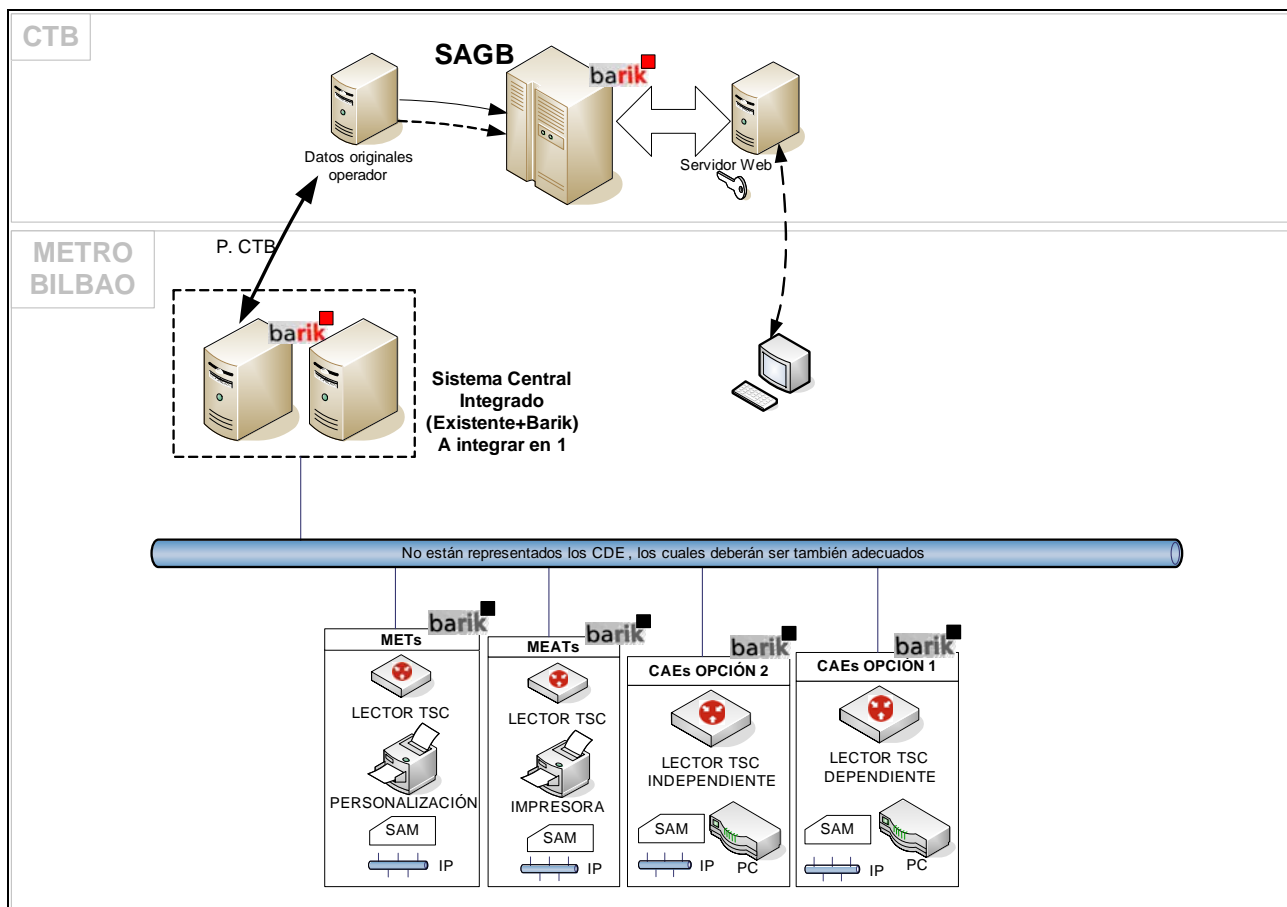 CTB
SAGB
barik
Datos originales
operador
Servidor Web
P. CTB
METRO
BILBAO
barik
Sistema Central
Integrado
(Existente+Barik)
A integrar en 1
No están representados los CDE , los cuales deberán ser también adecuados
barik
METs
LECTOR TSC
PERSONALIZACIÓN
SAM
IP
barik
MEATs
LECTOR TSC
IMPRESORA
SAM
IP
barik
CAEs OPCIÓN 2
LECTOR TSC
INDEPENDIENTE
SAM
IP
PC
barik
CAEs OPCIÓN 1
LECTOR TSC
DEPENDIENTE
SAM
IP
PC